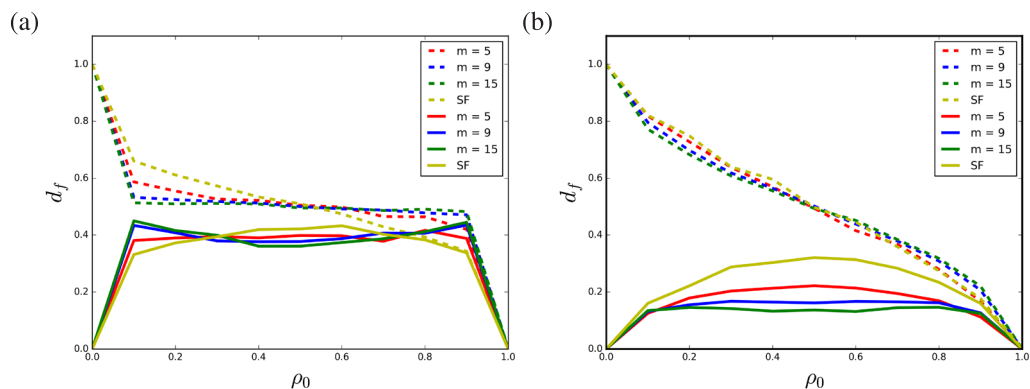 (a)
(b)
m = 5
m = 9
m = 15
SF
m = 5
m = 9
m = 15
SF
d_f
1.0
0.8
0.6
0.4
0.2
0.0
0.0 0.2 0.4 0.6 0.8 1.0
ρ_0
m = 5
m = 9
m = 15
SF
m = 5
m = 9
m = 15
SF
d_f
1.0
0.8
0.6
0.4
0.2
0.0
0.0 0.2 0.4 0.6 0.8 1.0
ρ_0